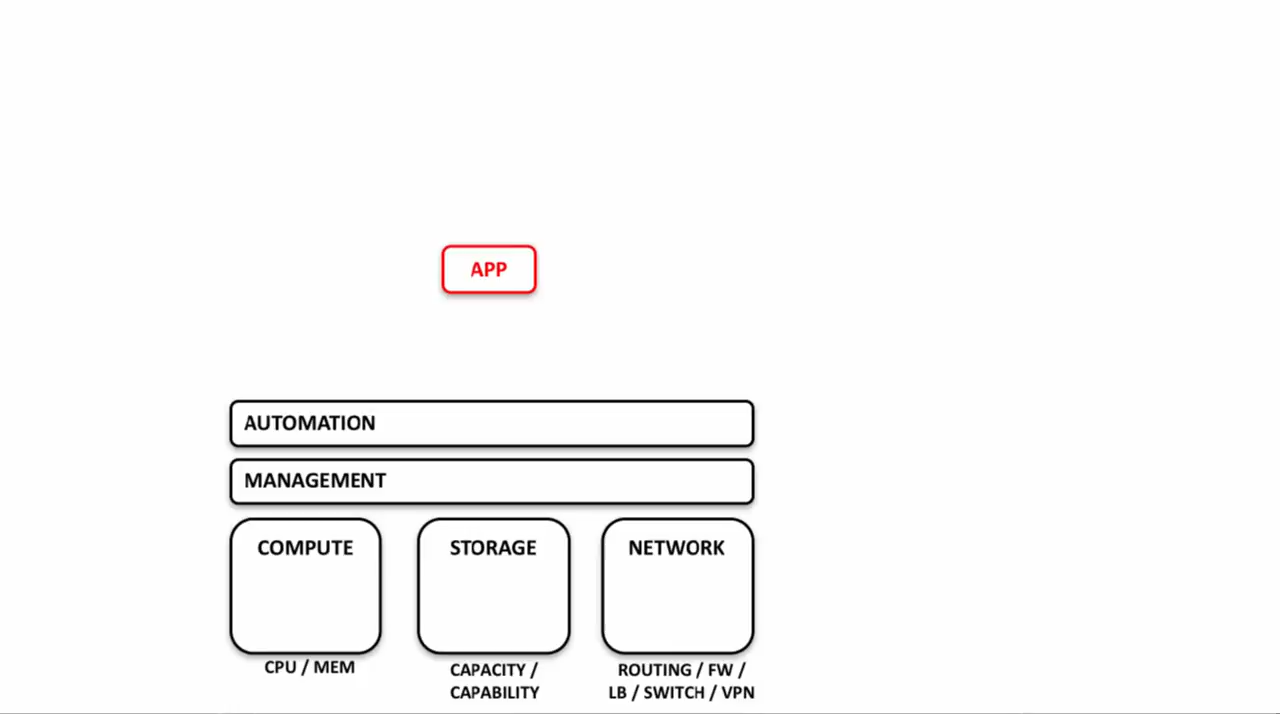 APP
AUTOMATION
MANAGEMENT
COMPUTE
STORAGE
NETWORK
CPU / MEM
CAPACITY /
CAPABILITY
ROUTING / FW /
LB / SWITCH / VPN